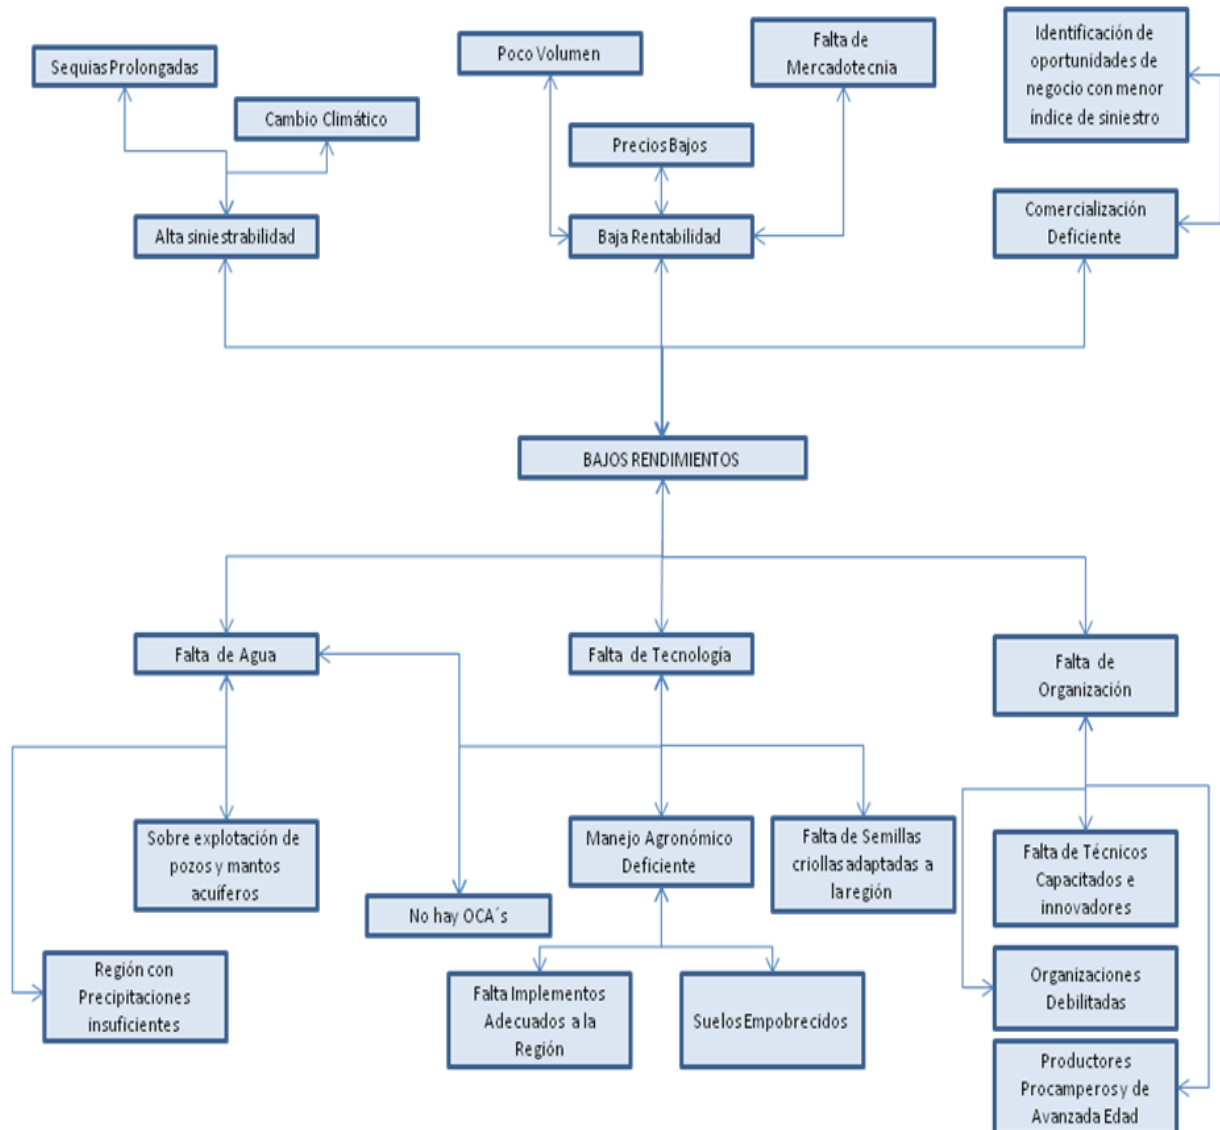 Sequias Prolongadas
Cambio Climático
Alta siniestrabilidad
Poco Volumen
Falta de
Mercadotecnia
Precios Bajos
Baja Rentabilidad
Identificación de
oportunidades de
negocio con menor
índice de siniestro
Comercialización
Deficiente
BAJOS RENDIMIENTOS
Falta de Agua
Falta de Tecnología
Falta de
Organización
Sobre explotación de
pozos y mantos
acuíferos
Región con
Precipitaciones
insuficientes
No hay OCA´s
Manejo Agronómico
Deficiente
Falta de Semillas
criollas adaptadas a
la región
Falta Implementos
Adecuados a la
Región
Suelos Empobrecidos
Falta de Técnicos
Capacitados e
innovadores
Organizaciones
Debilitadas
Productores
Procamperos y de
Avanzada Edad